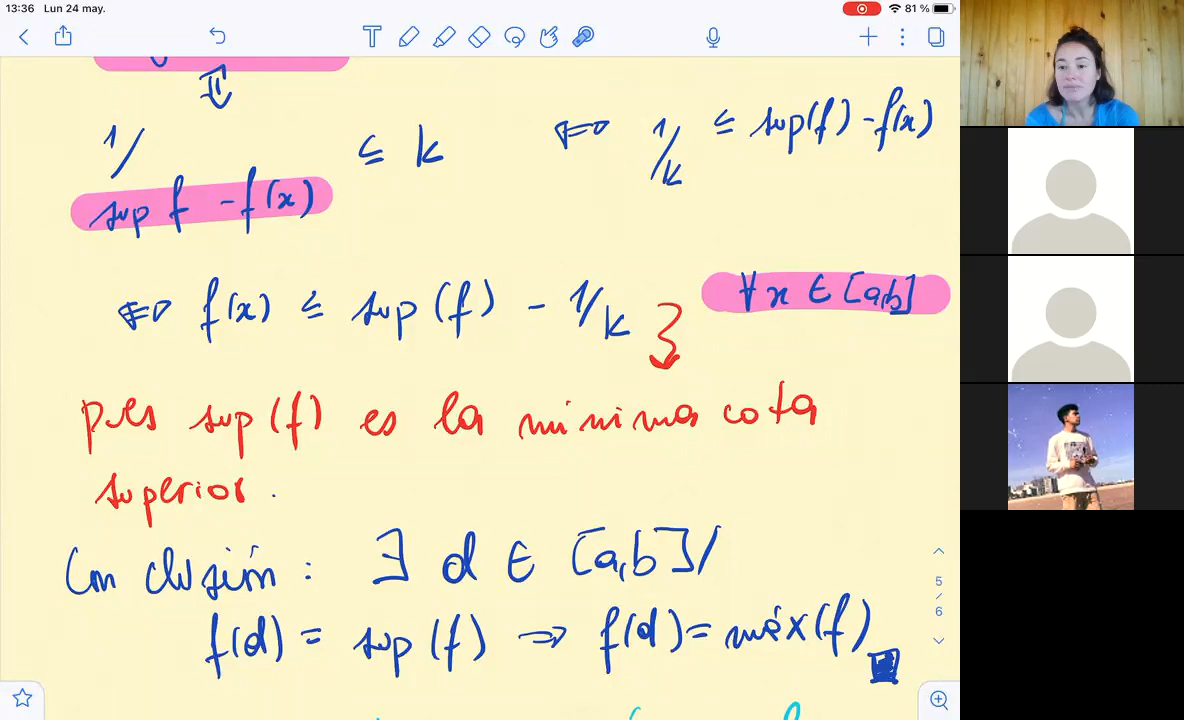 13:36 Lun 24 may.
81 %
T
1/
sup f - f(x)
≤ k
⟺ 1/k ≤ sup(f) - f(x)
⟺ f(x) ≤ sup (f) - 1/k
∀ x ∈ [a,b]
pues sup (f) es la mínima cota
superior.
Conclusión : ∃ d ∈ [a,b] /
f(d) = sup (f) ⇒ f(d) = máx(f)
5
/
6